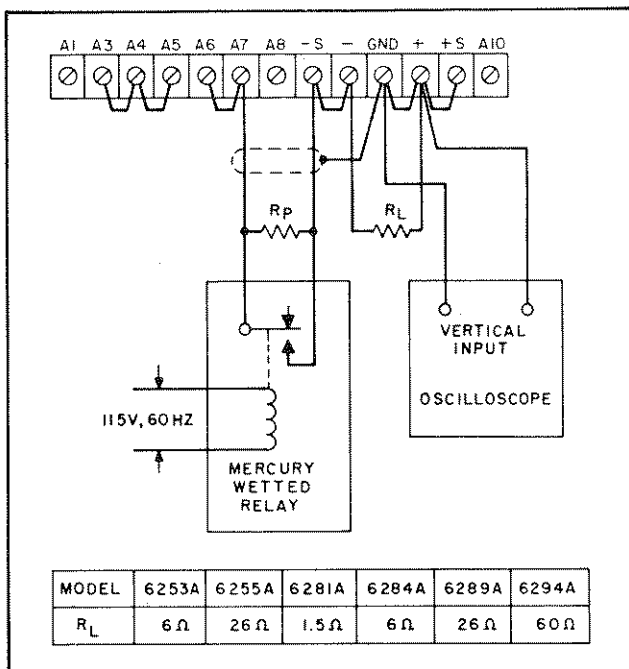 A1 A3 A4 A5 A6 A7 A8 -S - GND + +S A10
RP RL
VERTICAL
INPUT
OSCILLOSCOPE
115V, 60HZ
MERCURY
WETTED
RELAY
MODEL 6253A 6255A 6281A 6284A 6289A 6294A
RL 6Ω 26Ω 1.5Ω 6Ω 26Ω 60Ω